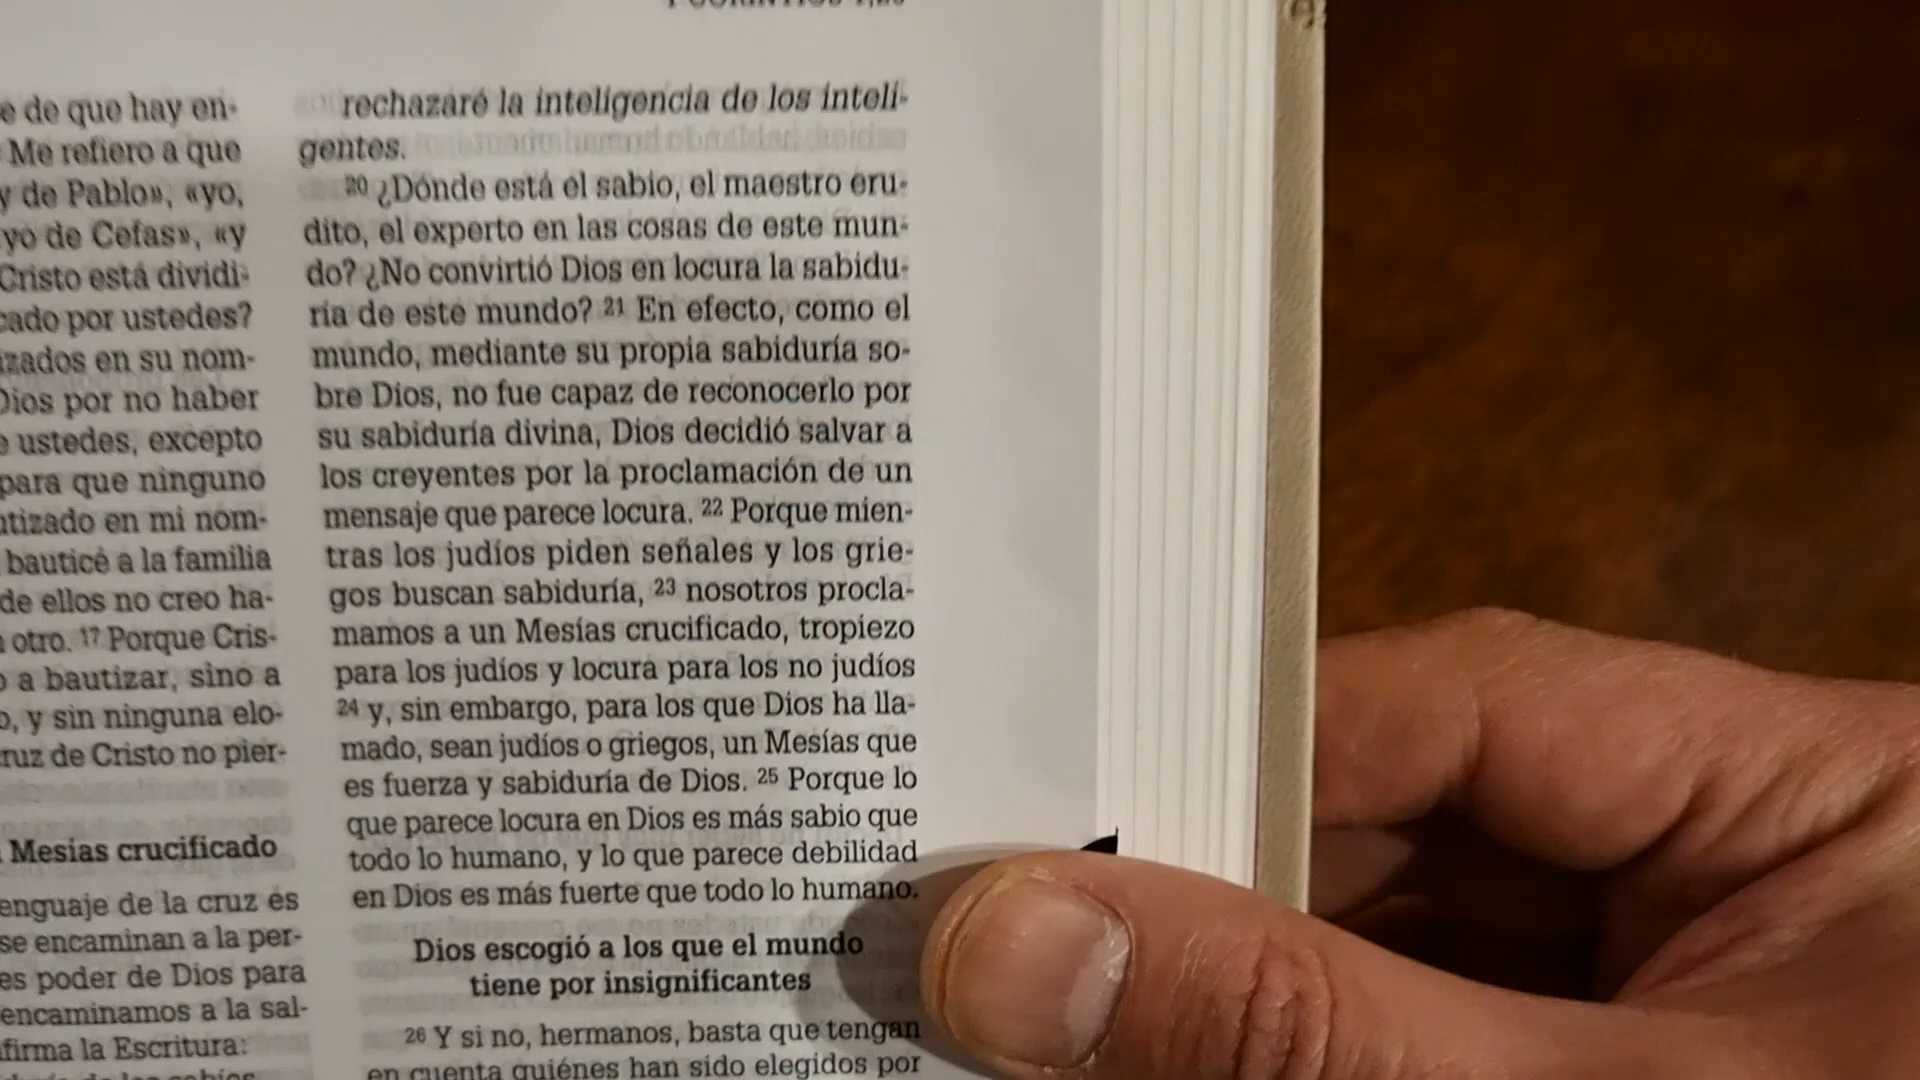 e de que hay en-
Me refiero a que
y de Pablo», «yo,
yo de Cefas», «y
Cristo está dividi-
cado por ustedes?
izados en su nom-
Dios por no haber
e ustedes, excepto
para que ninguno
utizado en mi nom-
bauticé a la familia
de ellos no creo ha-
otro. 17 Porque Cris-
o a bautizar, sino a
o, y sin ninguna elo-
cruz de Cristo no pier-
Mesias crucificado
enguaje de la cruz es
se encaminan a la per-
es poder de Dios para
encaminamos a la sal-
firma la Escritura:
rechazaré la inteligencia de los inteli-
gentes.
20 ¿Dónde está el sabio, el maestro eru-
dito, el experto en las cosas de este mun-
do? ¿No convirtió Dios en locura la sabidu-
ría de este mundo? 21 En efecto, como el
mundo, mediante su propia sabiduría so-
bre Dios, no fue capaz de reconocerlo por
su sabiduría divina, Dios decidió salvar a
los creyentes por la proclamación de un
mensaje que parece locura. 22 Porque mien-
tras los judíos piden señales y los grie-
gos buscan sabiduría, 23 nosotros procla-
mamos a un Mesías crucificado, tropiezo
para los judíos y locura para los no judíos
24 y, sin embargo, para los que Dios ha lla-
mado, sean judíos o griegos, un Mesías que
es fuerza y sabiduría de Dios. 25 Porque lo
que parece locura en Dios es más sabio que
todo lo humano, y lo que parece debilidad
en Dios es más fuerte que todo lo humano.
Dios escogió a los que el mundo
tiene por insignificantes
26 Y si no, hermanos, basta que tengan
en cuenta quiénes han sido elegidos por